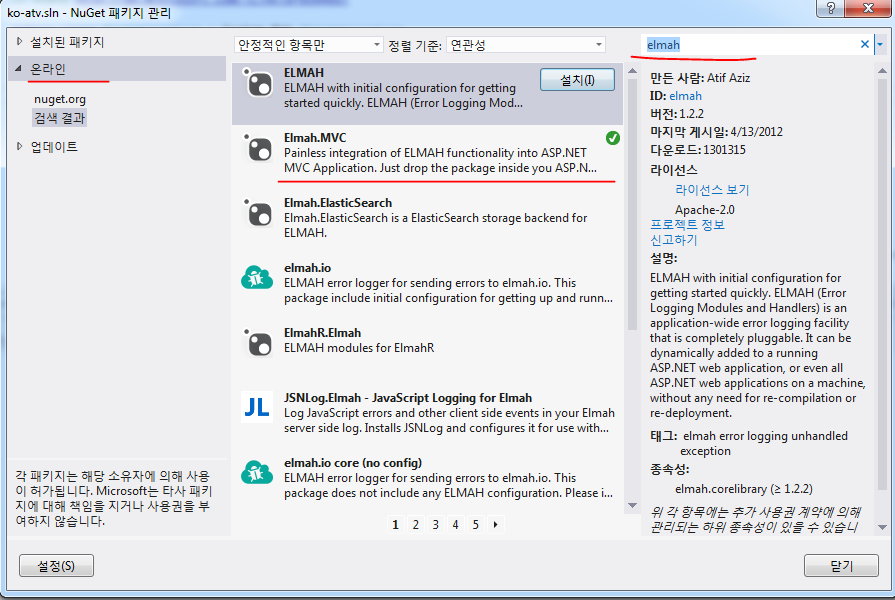 ko-atv.sln - NuGet 패키지 관리
설치된 패키지
온라인
nuget.org
검색 결과
업데이트
각 패키지는 해당 소유자에 의해 사용
이 허가됩니다. Microsoft는 타사 패키
지에 대해 책임을 지거나 사용권을 부
여하지 않습니다.
설정(S)
안정적인 항목만
정렬 기준:
연관성
ELMAH
ELMAH with initial configuration for getting
started quickly. ELMAH (Error Logging Mod...
설치(I)
Elmah.MVC
Painless integration of ELMAH functionality into ASP.NET
MVC Application. Just drop the package inside you ASP.N...
Elmah.ElasticSearch
Elmah.ElasticSearch is a ElasticSearch storage backend for
ELMAH.
elmah.io
ELMAH error logger for sending errors to elmah.io. This
package include initial configuration for getting up and runn...
ElmahR.Elmah
ELMAH modules for ElmahR
JL
JSNLog.Elmah - JavaScript Logging for Elmah
Log JavaScript errors and other client side events in your Elmah
server side log. Installs JSNLog and configures it for use with...
elmah.io core (no config)
ELMAH error logger for sending errors to elmah.io. This
package does not include any ELMAH configuration. Please i...
1 2 3 4 5
elmah
만든 사람: Atif Aziz
ID: elmah
버전: 1.2.2
마지막 게시일: 4/13/2012
다운로드: 1301315
라이선스
라이선스 보기
Apache-2.0
프로젝트 정보
신고하기
설명:
ELMAH with initial configuration for
getting started quickly. ELMAH (Error
Logging Modules and Handlers) is an
application-wide error logging facility
that is completely pluggable. It can be
dynamically added to a running
ASP.NET web application, or even all
ASP.NET web applications on a machine,
without any need for re-compilation or
re-deployment.
태그: elmah error logging unhandled
exception
종속성:
elmah.corelibrary (≥ 1.2.2)
위 각 항목에는 추가 사용권 계약에 의해
관리되는 하위 종속성이 있을 수 있습니
닫기